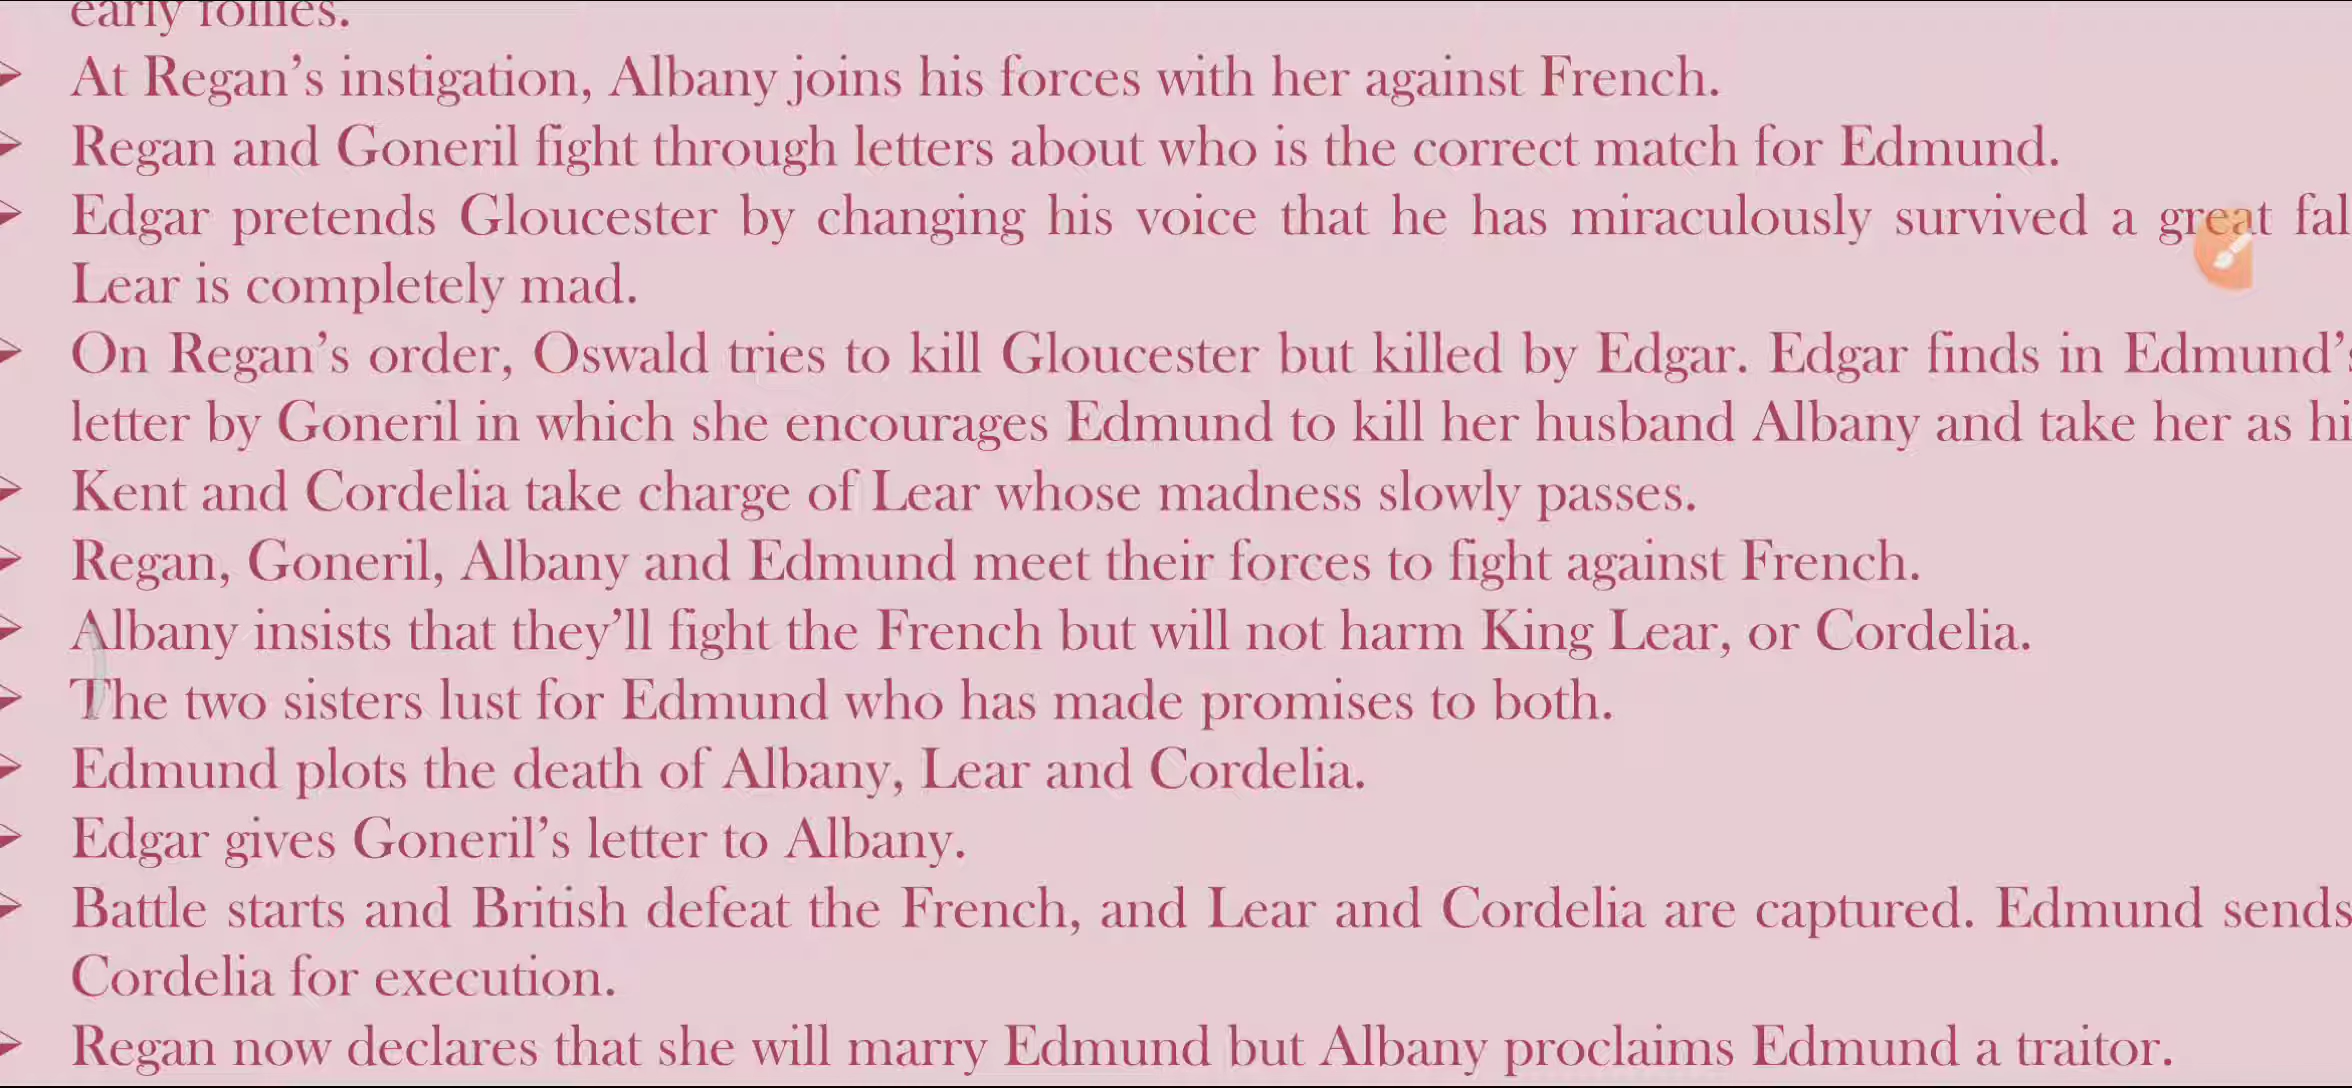 early follies.
➤ At Regan’s instigation, Albany joins his forces with her against French.
➤ Regan and Goneril fight through letters about who is the correct match for Edmund.
➤ Edgar pretends Gloucester by changing his voice that he has miraculously survived a great fal
Lear is completely mad.
➤ On Regan’s order, Oswald tries to kill Gloucester but killed by Edgar. Edgar finds in Edmund’s
letter by Goneril in which she encourages Edmund to kill her husband Albany and take her as hi
➤ Kent and Cordelia take charge of Lear whose madness slowly passes.
➤ Regan, Goneril, Albany and Edmund meet their forces to fight against French.
➤ Albany insists that they’ll fight the French but will not harm King Lear, or Cordelia.
➤ The two sisters lust for Edmund who has made promises to both.
➤ Edmund plots the death of Albany, Lear and Cordelia.
➤ Edgar gives Goneril’s letter to Albany.
➤ Battle starts and British defeat the French, and Lear and Cordelia are captured. Edmund sends
Cordelia for execution.
➤ Regan now declares that she will marry Edmund but Albany proclaims Edmund a traitor.